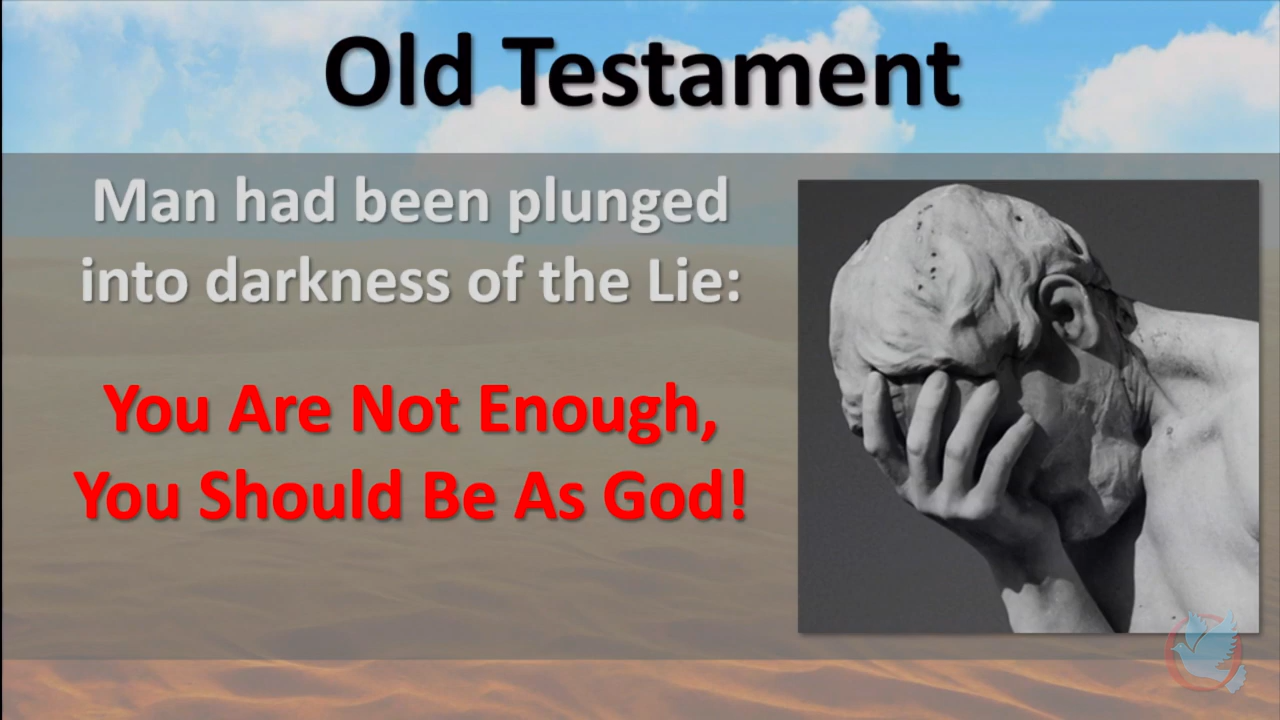 Old Testament
Man had been plunged
into darkness of the Lie:
You Are Not Enough,
You Should Be As God!